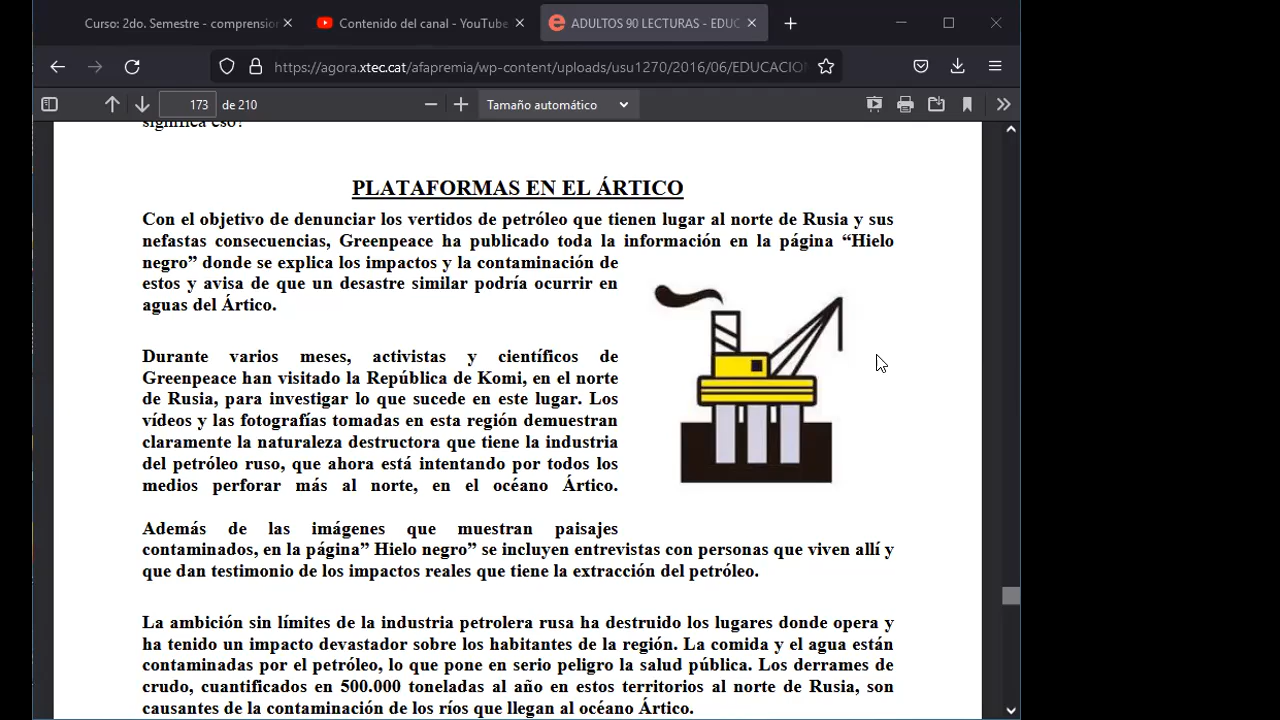 Curso: 2do. Semestre - comprension
Contenido del canal - YouTube
ADULTOS 90 LECTURAS - EDUC
https://agora.xtec.cat/afapremia/wp-content/uploads/usu1270/2016/06/EDUCACION
173 de 210
Tamaño automático
significa eso?
PLATAFORMAS EN EL ÁRTICO
Con el objetivo de denunciar los vertidos de petróleo que tienen lugar al norte de Rusia y sus
nefastas consecuencias, Greenpeace ha publicado toda la información en la página “Hielo
negro” donde se explica los impactos y la contaminación de
estos y avisa de que un desastre similar podría ocurrir en
aguas del Ártico.
Durante varios meses, activistas y científicos de
Greenpeace han visitado la República de Komi, en el norte
de Rusia, para investigar lo que sucede en este lugar. Los
vídeos y las fotografías tomadas en esta región demuestran
claramente la naturaleza destructora que tiene la industria
del petróleo ruso, que ahora está intentando por todos los
medios perforar más al norte, en el océano Ártico.
Además de las imágenes que muestran paisajes
contaminados, en la página” Hielo negro” se incluyen entrevistas con personas que viven allí y
que dan testimonio de los impactos reales que tiene la extracción del petróleo.
La ambición sin límites de la industria petrolera rusa ha destruido los lugares donde opera y
ha tenido un impacto devastador sobre los habitantes de la región. La comida y el agua están
contaminadas por el petróleo, lo que pone en serio peligro la salud pública. Los derrames de
crudo, cuantificados en 500.000 toneladas al año en estos territorios al norte de Rusia, son
causantes de la contaminación de los ríos que llegan al océano Ártico.